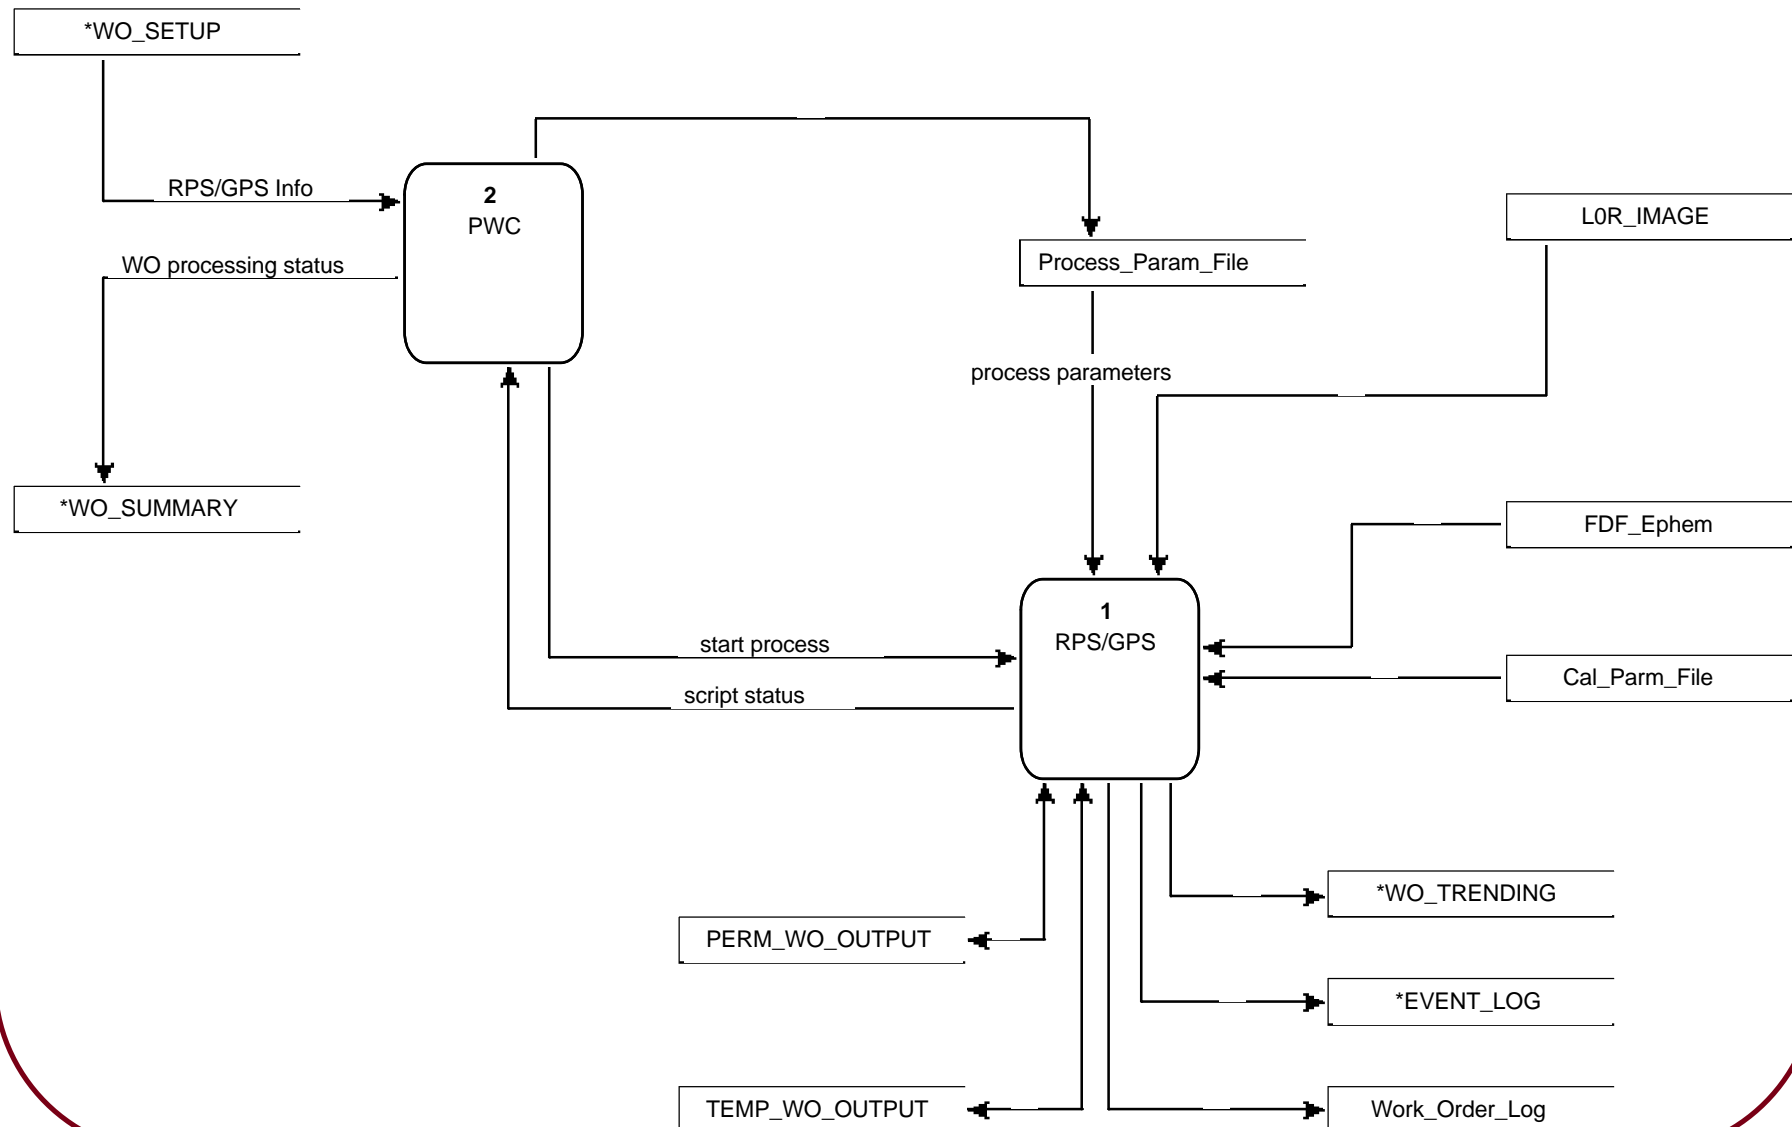 *WO_SETUP
RPS/GPS Info
2
PWC
L0R_IMAGE
WO processing status
Process_Param_File
process parameters
*WO_SUMMARY
FDF_Ephem
1
RPS/GPS
start process
Cal_Parm_File
script status
*WO_TRENDING
PERM_WO_OUTPUT
*EVENT_LOG
TEMP_WO_OUTPUT
Work_Order_Log